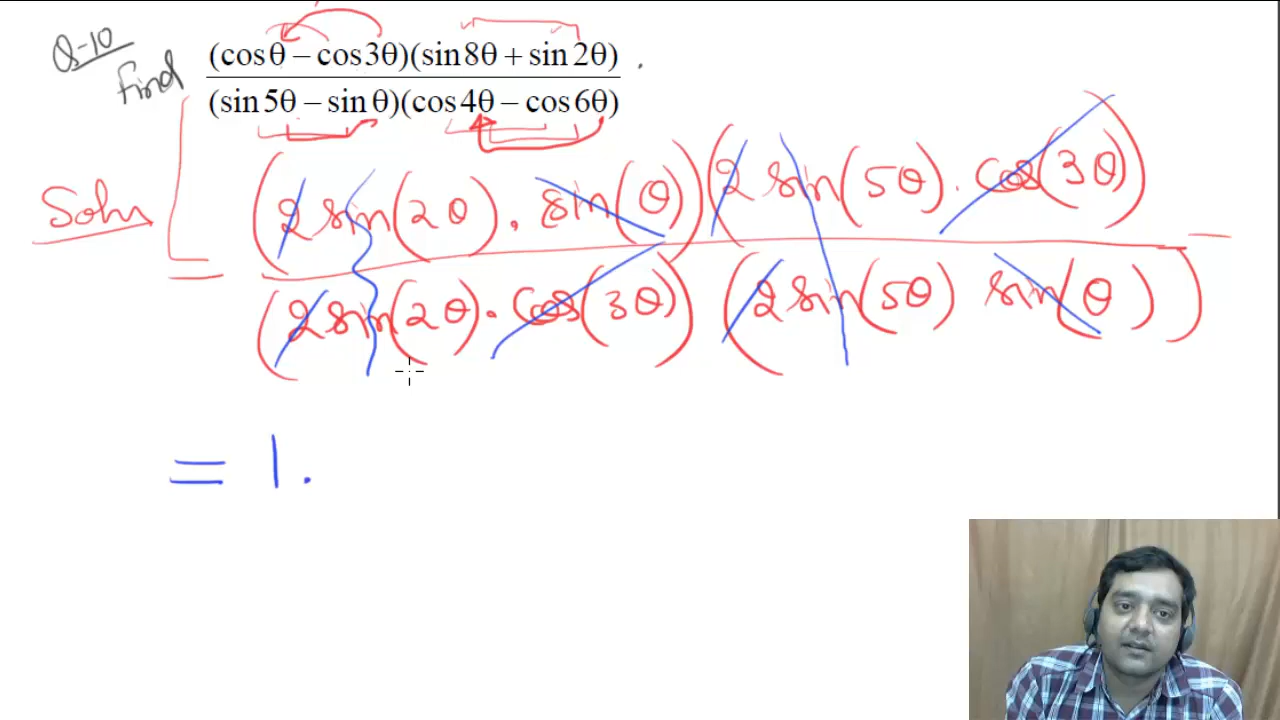 Q-10
Find (cosθ − cos3θ)(sin8θ + sin2θ) .
(sin5θ − sinθ)(cos4θ − cos6θ)
Soln (2 sin(2θ) . sin(θ)) (2 sin(5θ) . cos(3θ))
= (2 sin(2θ) . cos(3θ)) (2 sin(5θ) sin(θ))
= 1.